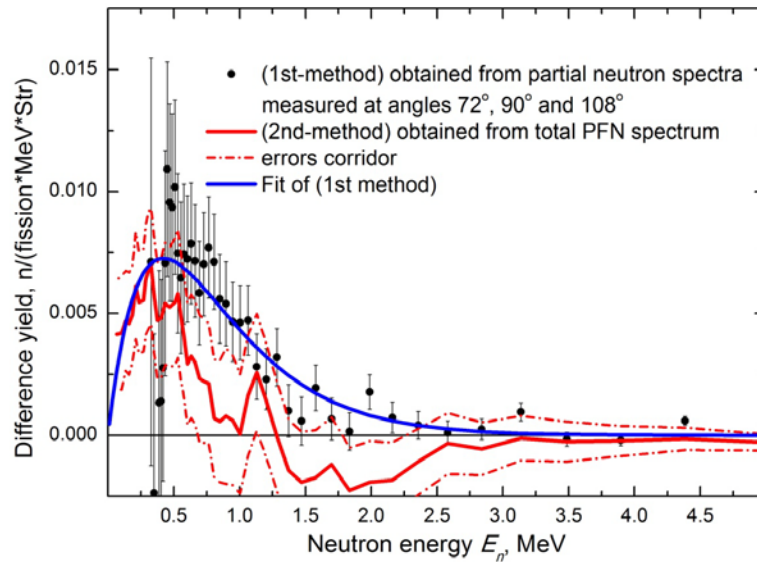 Difference yield, n/(fission*MeV*Str)
0.015
0.010
0.005
0.000
(1st-method) obtained from partial neutron spectra
measured at angles 72°, 90° and 108°
(2nd-method) obtained from total PFN spectrum
errors corridor
Fit of (1st method)
0.5 1.0 1.5 2.0 2.5 3.0 3.5 4.0 4.5
Neutron energy Eₙ, MeV